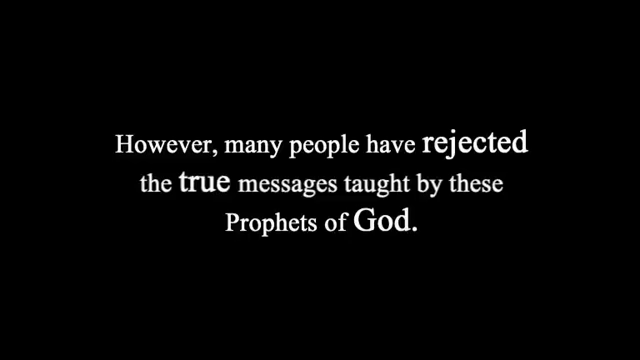 However, many people have rejected
the true messages taught by these
Prophets of God.